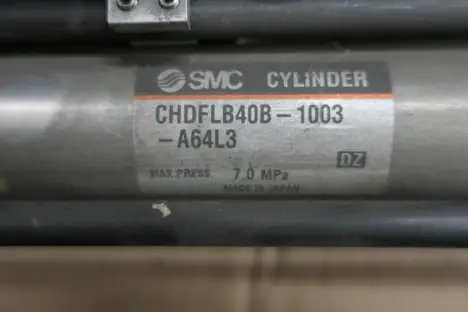 SMC CYLINDER
CHDFLB40B-1003
-A64L3
DZ
MAX.PRESS. 7.0 MPa
MADE IN JAPAN